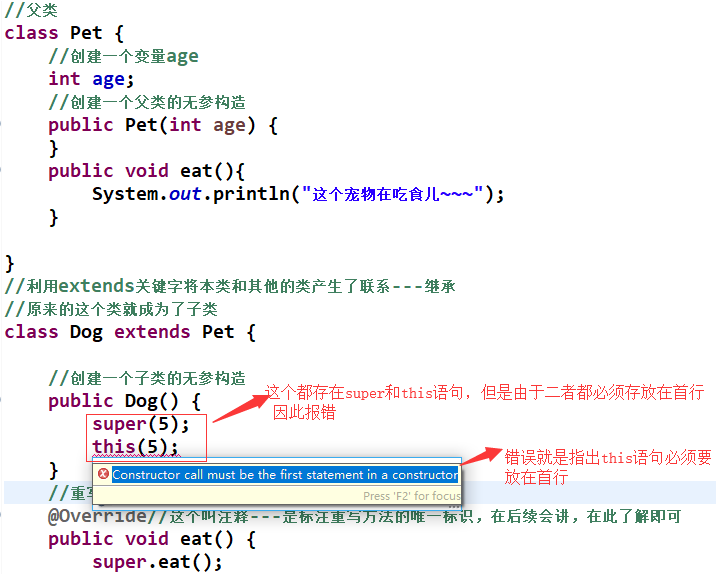 //父类
class Pet {
//创建一个变量age
int age;
//创建一个父类的无参构造
public Pet(int age) {
}
public void eat(){
System.out.println("这个宠物在吃食儿~~~");
}
}
//利用extends关键字将本类和其他的类产生了联系---继承
//原来的这个类就成为了子类
class Dog extends Pet {
//创建一个子类的无参构造
这个都存在super和this语句，但是由于二者都必须存放在首行
因此报错
public Dog() {
super(5);
this(5);
错误就是指出this语句必须要
放在首行
}
Constructor call must be the first statement in a constructor
Press 'F2' for focus
//重写
@Override//这个叫注释---是标注重写方法的唯一标识，在后续会讲，在此了解即可
public void eat() {
super.eat();